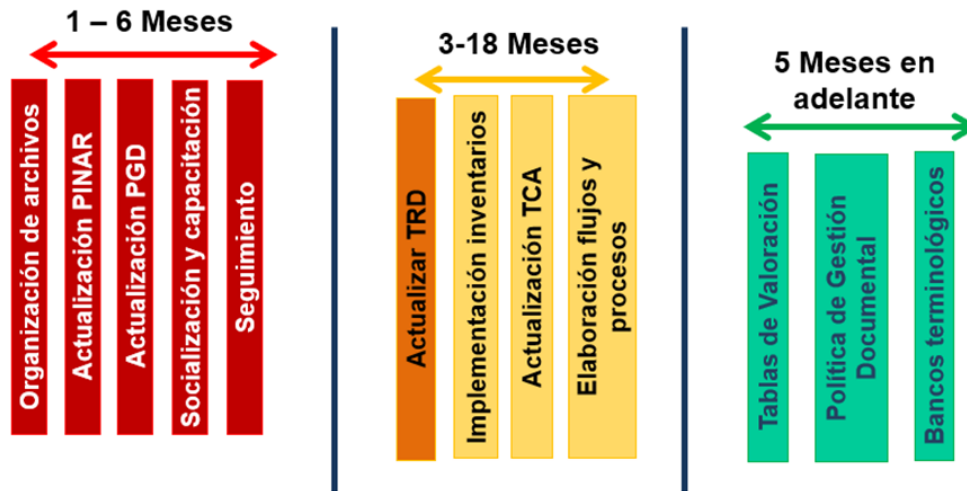 1 – 6 Meses
Organización de archivos
Actualización PINAR
Actualización PGD
Socialización y capacitación
Seguimiento
3-18 Meses
Actualizar TRD
Implementación inventarios
Actualización TCA
Elaboración flujos y
procesos
5 Meses en
adelante
Tablas de Valoración
Política de Gestión
Documental
Bancos terminológicos